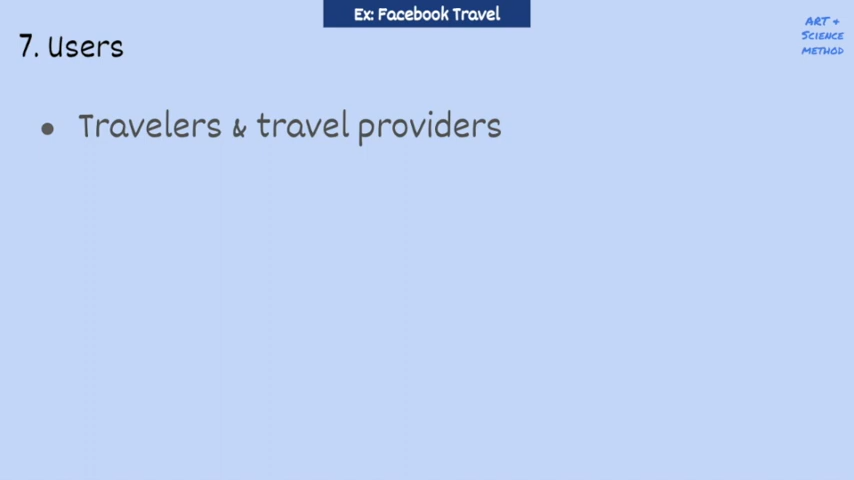 Ex: Facebook Travel
ART +
Science
method
7. Users
● Travelers & travel providers